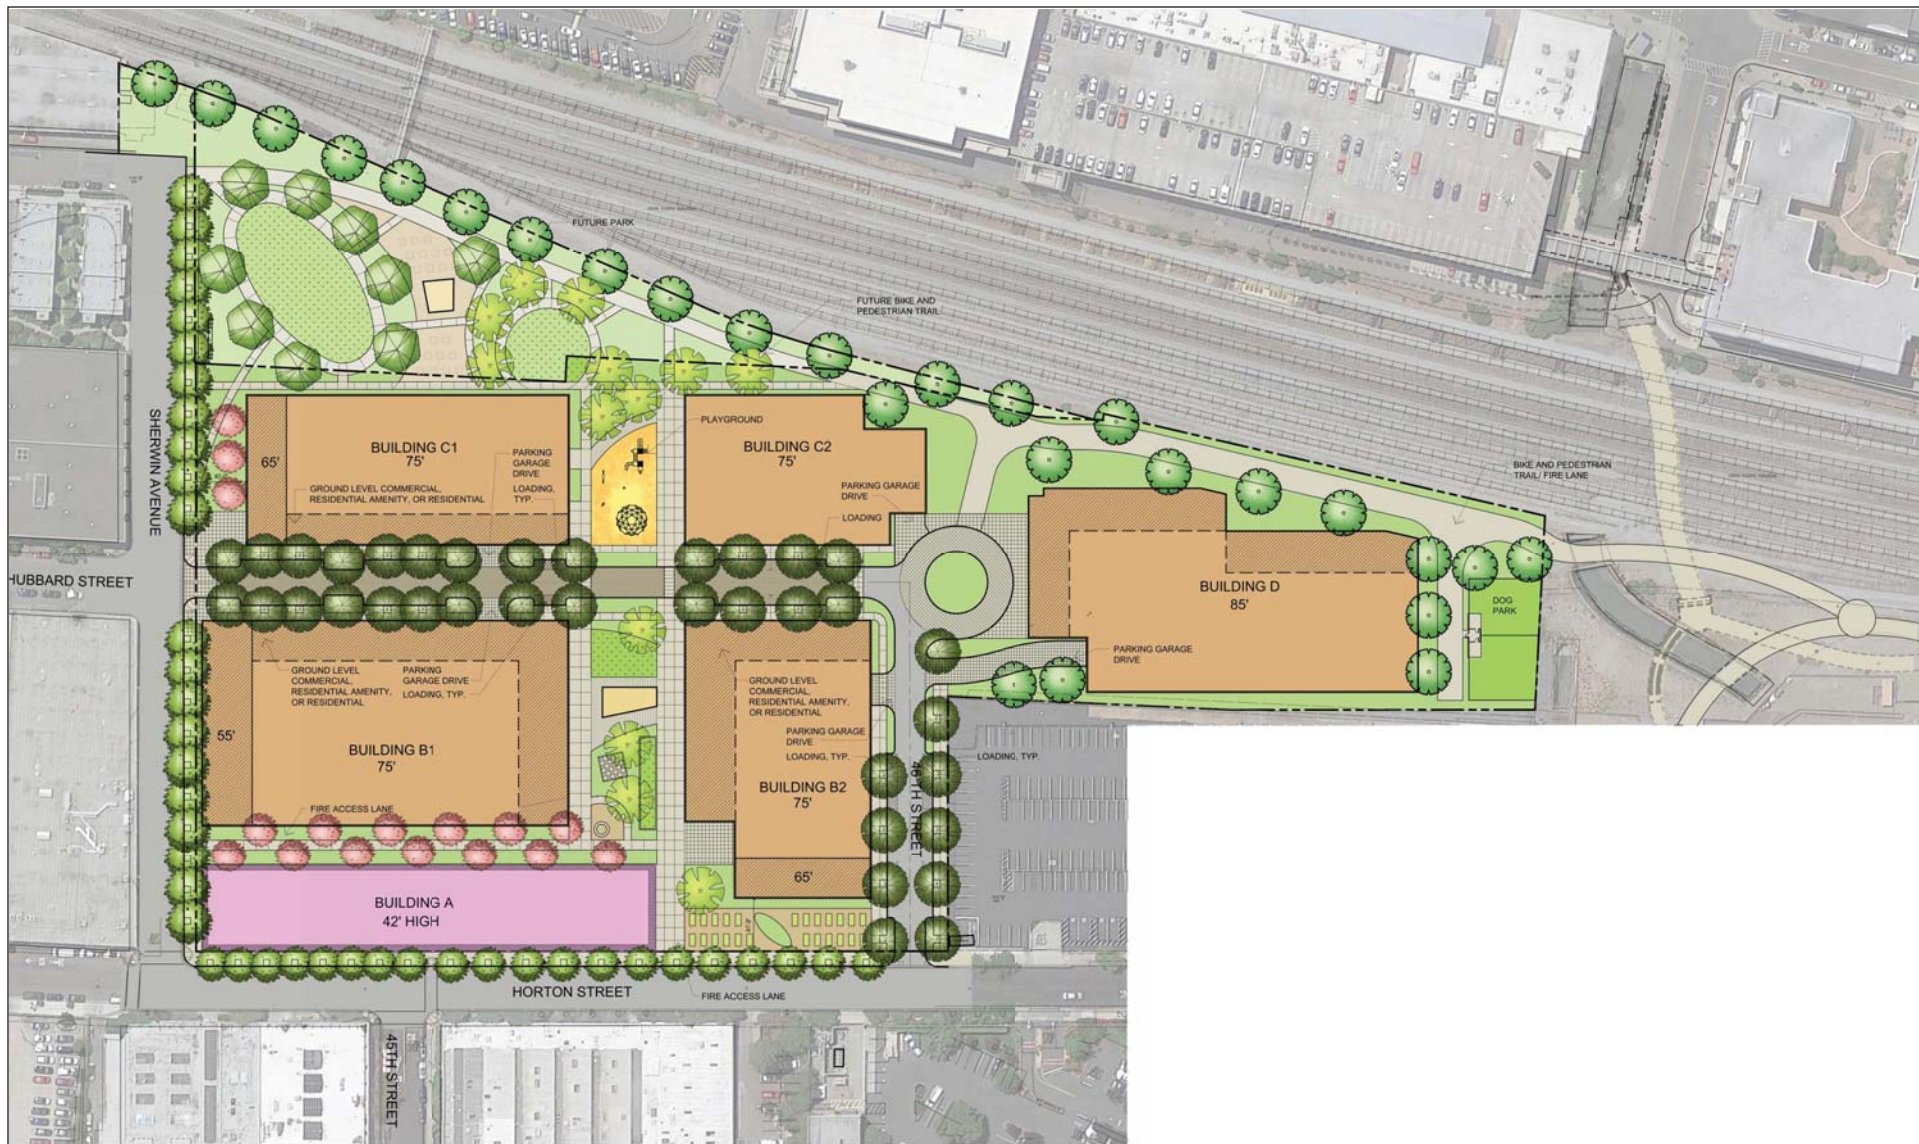 FUTURE PARK
FUTURE BIKE AND
PEDESTRIAN TRAIL
SHERWIN AVENUE
HUBBARD STREET
BUILDING C1
75'
65'
PARKING
GARAGE
DRIVE
GROUND LEVEL COMMERCIAL,
RESIDENTIAL AMENITY, OR RESIDENTIAL
LOADING,
TYP.
PLAYGROUND
BUILDING C2
75'
PARKING GARAGE
DRIVE
LOADING
BIKE AND PEDESTRIAN
TRAIL/ FIRE LANE
BUILDING D
85'
DOG
PARK
PARKING GARAGE
DRIVE
GROUND LEVEL
COMMERCIAL,
RESIDENTIAL AMENITY,
OR RESIDENTIAL
PARKING
GARAGE DRIVE
LOADING, TYP.
55'
BUILDING B1
75'
FIRE ACCESS LANE
GROUND LEVEL
COMMERCIAL,
RESIDENTIAL AMENITY,
OR RESIDENTIAL
PARKING GARAGE
DRIVE
LOADING, TYP.
BUILDING B2
75'
65'
46TH STREET
LOADING, TYP.
BUILDING A
42' HIGH
HORTON STREET
FIRE ACCESS LANE
45TH STREET